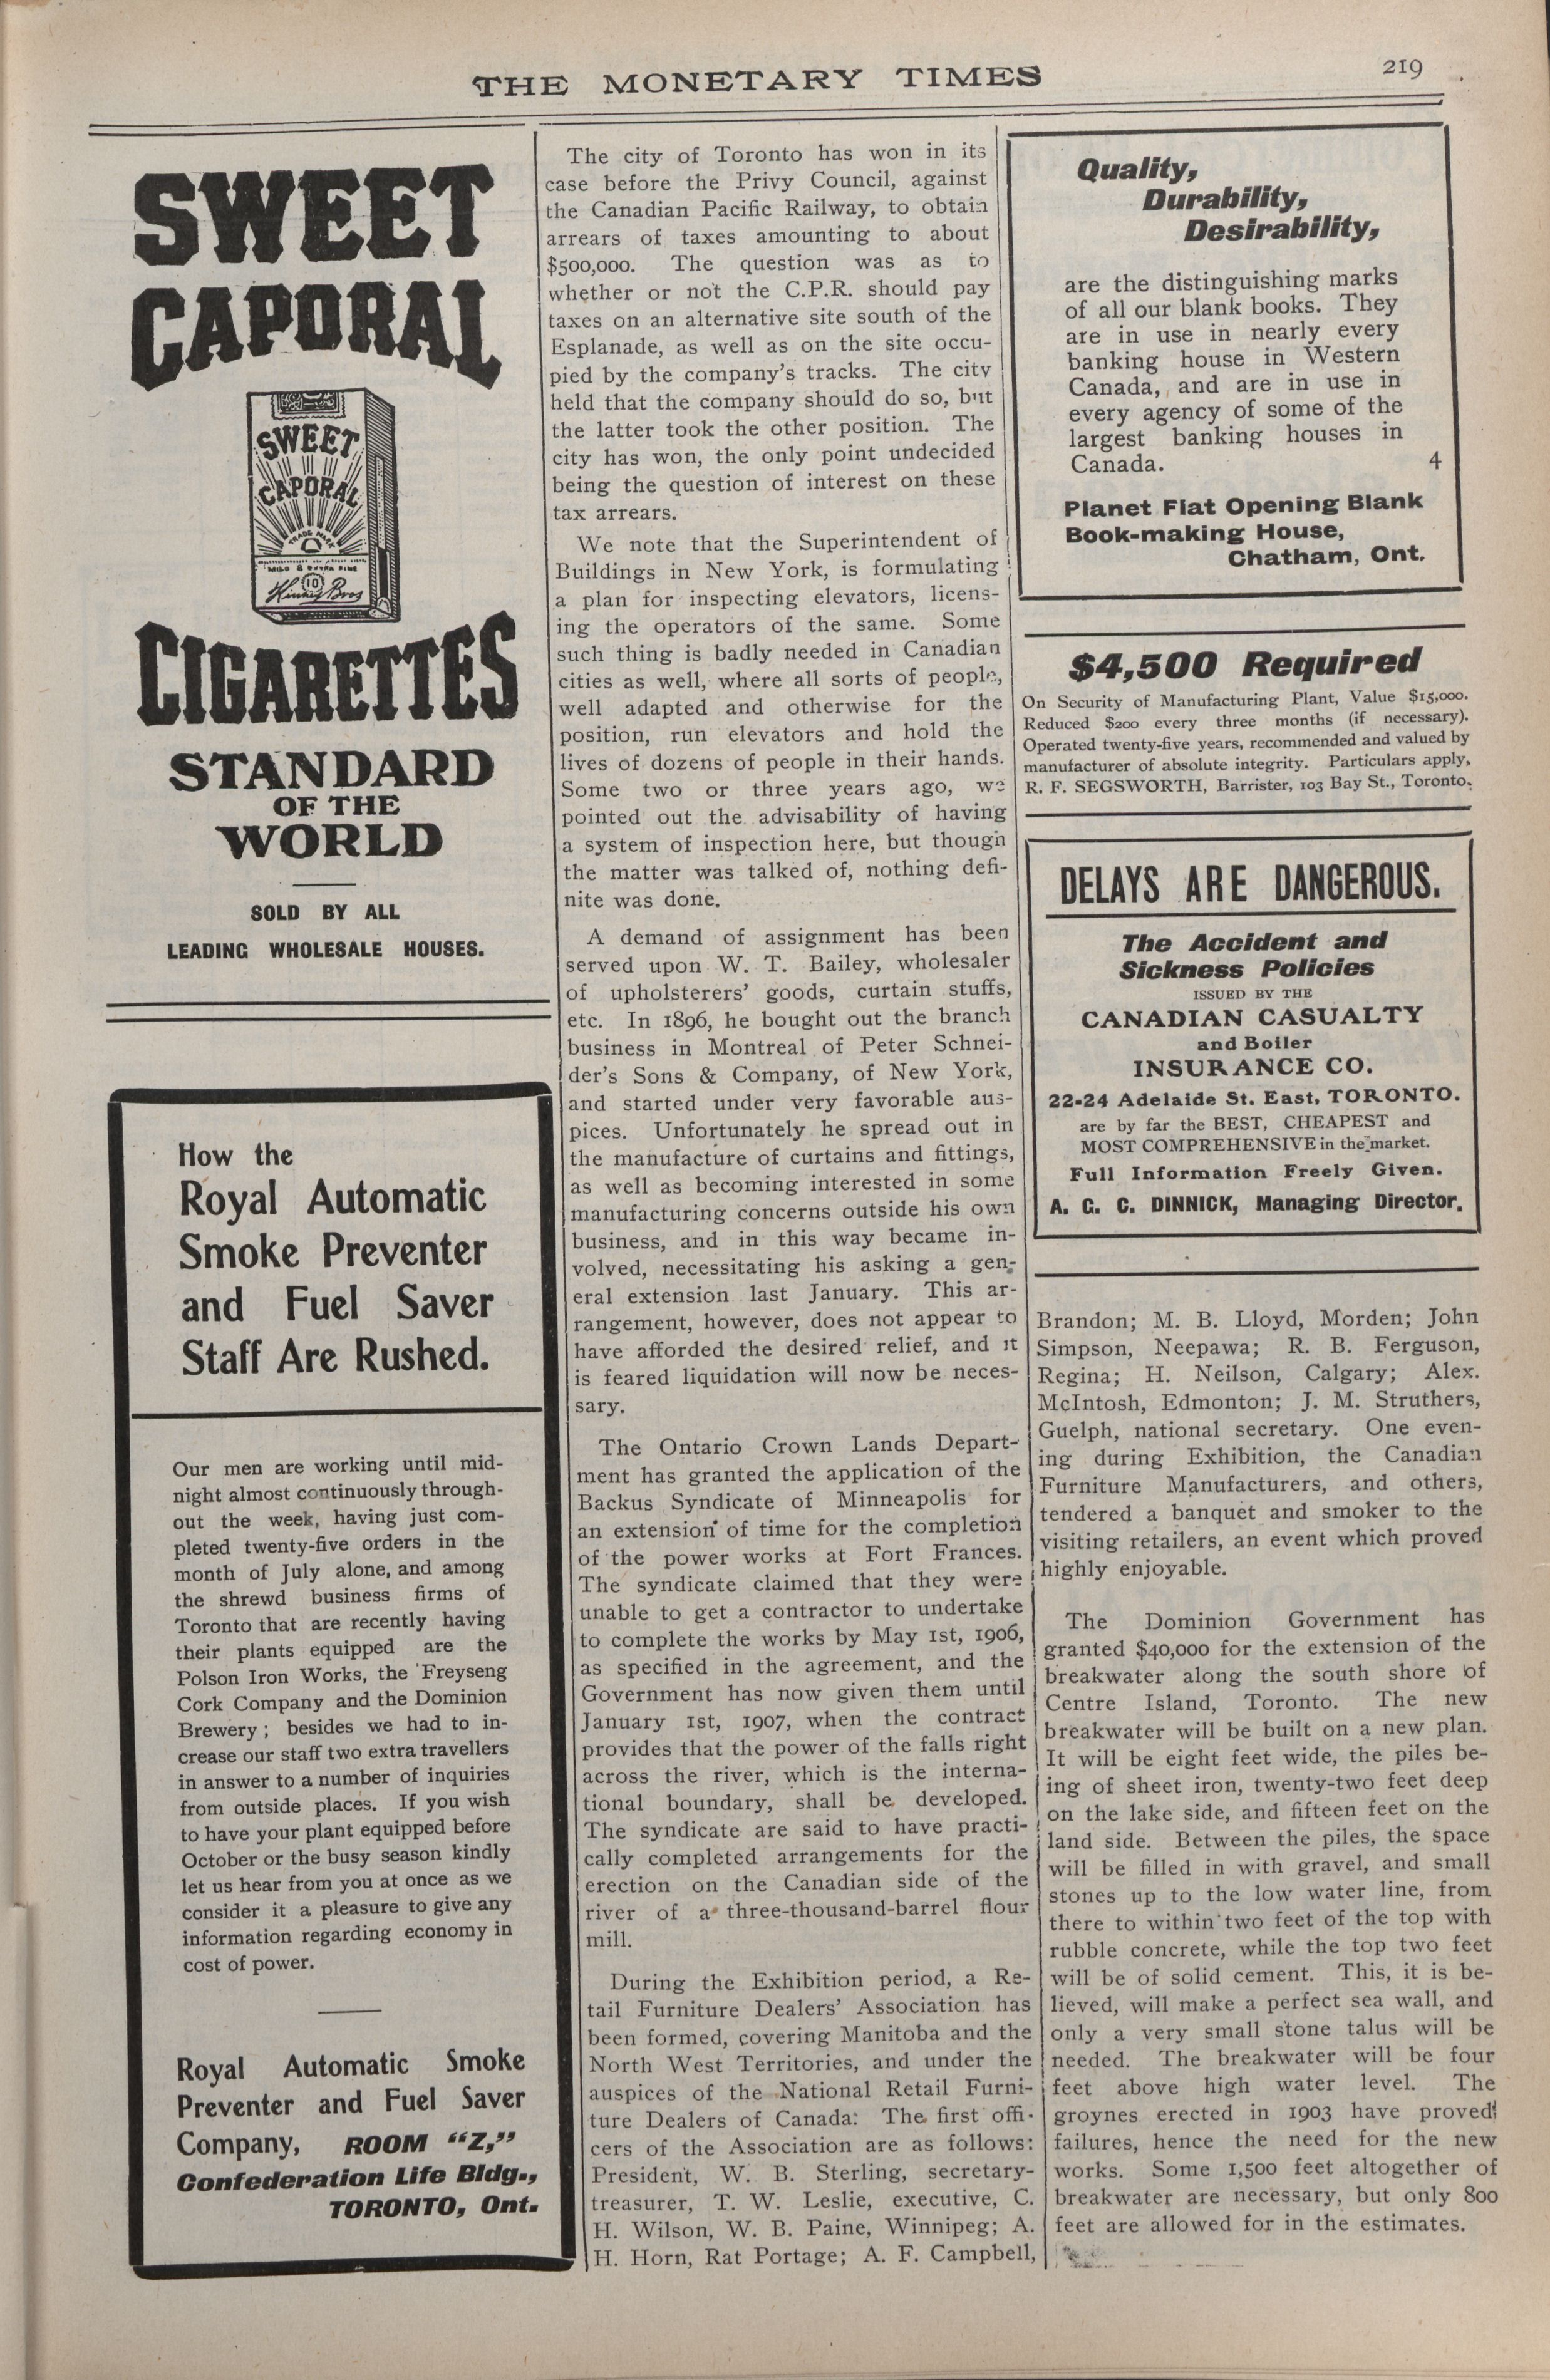 THE MONETARY TIMES
219
SWEET
CAPORAL
SWEET
CAPORAL
TRADE MARK
MILD & EXTRA FINE
10
Kinney Bros
CIGARETTES
STANDARD
OF THE
WORLD
SOLD BY ALL
LEADING WHOLESALE HOUSES.
How the
Royal Automatic
Smoke Preventer
and Fuel Saver
Staff Are Rushed.
Our men are working until mid-
night almost continuously through-
out the week, having just com-
pleted twenty-five orders in the
month of July alone, and among
the shrewd business firms of
Toronto that are recently having
their plants equipped are the
Polson Iron Works, the Freyseng
Cork Company and the Dominion
Brewery; besides we had to in-
crease our staff two extra travellers
in answer to a number of inquiries
from outside places. If you wish
to have your plant equipped before
October or the busy season kindly
let us hear from you at once as we
consider it a pleasure to give any
information regarding economy in
cost of power.
Royal Automatic Smoke
Preventer and Fuel Saver
Company, ROOM "Z,"
Confederation Life Bldg.,
TORONTO, Ont.
The city of Toronto has won in its
case before the Privy Council, against
the Canadian Pacific Railway, to obtain
arrears of taxes amounting to about
$500,000. The question was as to
whether or not the C.P.R. should pay
taxes on an alternative site south of the
Esplanade, as well as on the site occu-
pied by the company's tracks. The city
held that the company should do so, but
the latter took the other position. The
city has won, the only point undecided
being the question of interest on these
tax arrears.
We note that the Superintendent of
Buildings in New York, is formulating
a plan for inspecting elevators, licens-
ing the operators of the same. Some
such thing is badly needed in Canadian
cities as well, where all sorts of people,
well adapted and otherwise for the
position, run elevators and hold the
lives of dozens of people in their hands.
Some two or three years ago, we
pointed out the advisability of having
a system of inspection here, but though
the matter was talked of, nothing defi-
nite was done.
A demand of assignment has been
served upon W. T. Bailey, wholesaler
of upholsterers' goods, curtain stuffs,
etc. In 1896, he bought out the branch
business in Montreal of Peter Schnei-
der's Sons & Company, of New York,
and started under very favorable aus-
pices. Unfortunately he spread out in
the manufacture of curtains and fittings,
as well as becoming interested in some
manufacturing concerns outside his own
business, and in this way became in-
volved, necessitating his asking a gen-
eral extension last January. This ar-
rangement, however, does not appear to
have afforded the desired relief, and it
is feared liquidation will now be neces-
sary.
The Ontario Crown Lands Depart-
ment has granted the application of the
Backus Syndicate of Minneapolis for
an extension of time for the completion
of the power works at Fort Frances.
The syndicate claimed that they were
unable to get a contractor to undertake
to complete the works by May 1st, 1906,
as specified in the agreement, and the
Government has now given them until
January 1st, 1907, when the contract
provides that the power of the falls right
across the river, which is the interna-
tional boundary, shall be developed.
The syndicate are said to have practi-
cally completed arrangements for the
erection on the Canadian side of the
river of a three-thousand-barrel flour
mill.
During the Exhibition period, a Re-
tail Furniture Dealers' Association has
been formed, covering Manitoba and the
North West Territories, and under the
auspices of the National Retail Furni-
ture Dealers of Canada: The first offi-
cers of the Association are as follows:
President, W. B. Sterling, secretary-
treasurer, T. W. Leslie, executive, C.
H. Wilson, W. B. Paine, Winnipeg; A.
H. Horn, Rat Portage; A. F. Campbell,
Quality,
Durability,
Desirability,
are the distinguishing marks
of all our blank books. They
are in use in nearly every
banking house in Western
Canada, and are in use in
every agency of some of the
largest banking houses in
Canada. 4
Planet Flat Opening Blank
Book-making House,
Chatham, Ont.
$4,500 Required
On Security of Manufacturing Plant, Value $15,000.
Reduced $200 every three months (if necessary).
Operated twenty-five years, recommended and valued by
manufacturer of absolute integrity. Particulars apply,
R. F. SEGSWORTH, Barrister, 103 Bay St., Toronto.
DELAYS ARE DANGEROUS.
The Accident and
Sickness Policies
ISSUED BY THE
CANADIAN CASUALTY
and Boiler
INSURANCE CO.
22-24 Adelaide St. East, TORONTO.
are by far the BEST, CHEAPEST and
MOST COMPREHENSIVE in the market.
Full Information Freely Given.
A. G. C. DINNICK, Managing Director.
Brandon; M. B. Lloyd, Morden; John
Simpson, Neepawa; R. B. Ferguson,
Regina; H. Neilson, Calgary; Alex.
McIntosh, Edmonton; J. M. Struthers,
Guelph, national secretary. One even-
ing during Exhibition, the Canadian
Furniture Manufacturers, and others,
tendered a banquet and smoker to the
visiting retailers, an event which proved
highly enjoyable.
The Dominion Government has
granted $40,000 for the extension of the
breakwater along the south shore of
Centre Island, Toronto. The new
breakwater will be built on a new plan.
It will be eight feet wide, the piles be-
ing of sheet iron, twenty-two feet deep
on the lake side, and fifteen feet on the
land side. Between the piles, the space
will be filled in with gravel, and small
stones up to the low water line, from
there to within two feet of the top with
rubble concrete, while the top two feet
will be of solid cement. This, it is be-
lieved, will make a perfect sea wall, and
only a very small stone talus will be
needed. The breakwater will be four
feet above high water level. The
groynes erected in 1903 have proved
failures, hence the need for the new
works. Some 1,500 feet altogether of
breakwater are necessary, but only 800
feet are allowed for in the estimates.